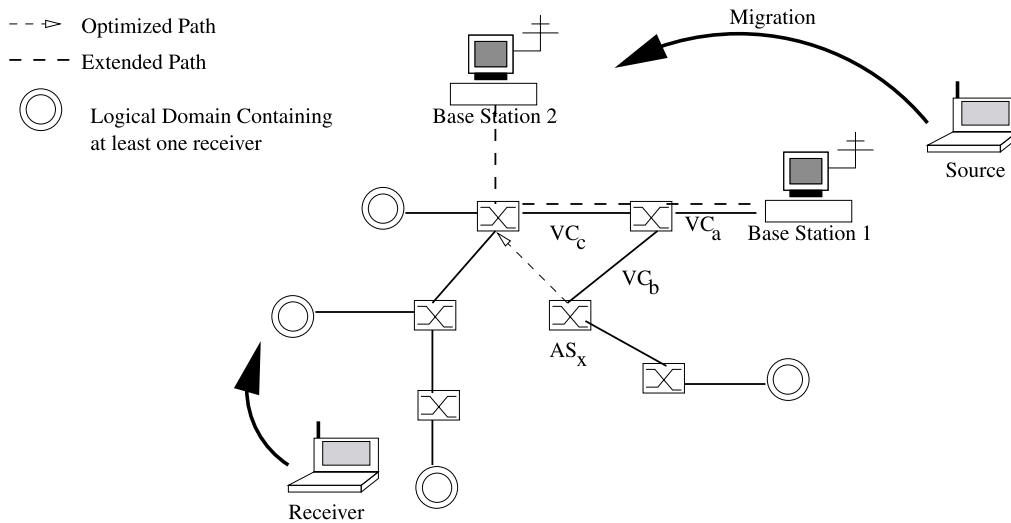 Optimized Path
Extended Path
Logical Domain Containing
at least one receiver
Migration
Base Station 2
Source
Base Station 1
VCc
VCa
VCb
ASx
Receiver